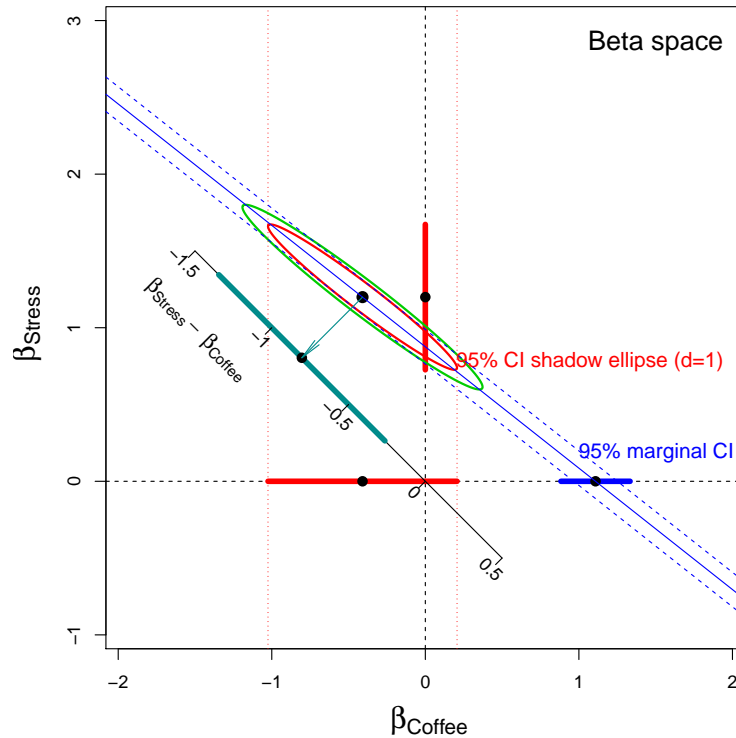 Beta space
3
2
1
0
-1
βStress
-1.5
βStress − βCoffee
-1
-0.5
0
0.5
95% CI shadow ellipse (d=1)
95% marginal CI
-2
-1
0
1
2
βCoffee